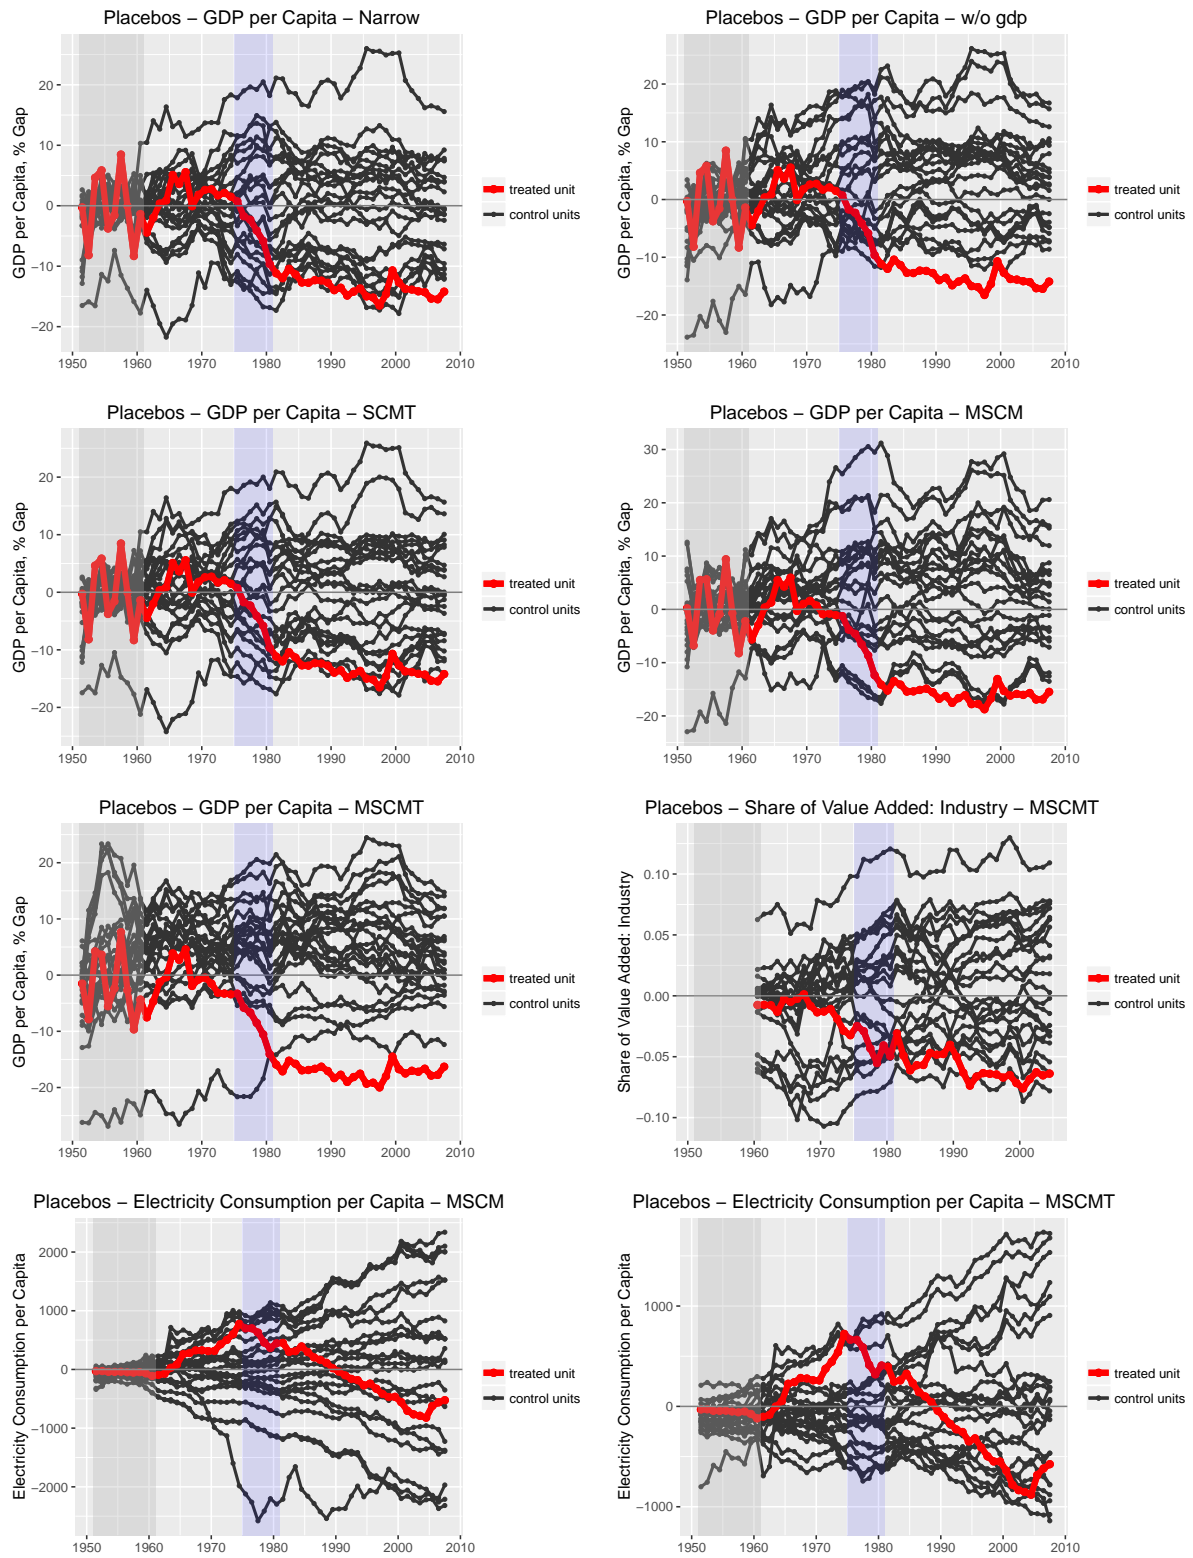 Placebos − GDP per Capita − Narrow
GDP per Capita, % Gap
20
10
0
−10
−20
1950 1960 1970 1980 1990 2000 2010
treated unit
control units
Placebos − GDP per Capita − w/o gdp
GDP per Capita, % Gap
20
10
0
−10
−20
1950 1960 1970 1980 1990 2000 2010
treated unit
control units
Placebos − GDP per Capita − SCMT
GDP per Capita, % Gap
20
10
0
−10
−20
1950 1960 1970 1980 1990 2000 2010
treated unit
control units
Placebos − GDP per Capita − MSCM
GDP per Capita, % Gap
30
20
10
0
−10
−20
1950 1960 1970 1980 1990 2000 2010
treated unit
control units
Placebos − GDP per Capita − MSCMT
GDP per Capita, % Gap
20
10
0
−10
−20
1950 1960 1970 1980 1990 2000 2010
treated unit
control units
Placebos − Share of Value Added: Industry − MSCMT
Share of Value Added: Industry
0.10
0.05
0.00
−0.05
−0.10
1950 1960 1970 1980 1990 2000
treated unit
control units
Placebos − Electricity Consumption per Capita − MSCM
Electricity Consumption per Capita
2000
1000
0
−1000
−2000
1950 1960 1970 1980 1990 2000 2010
treated unit
control units
Placebos − Electricity Consumption per Capita − MSCMT
Electricity Consumption per Capita
1000
0
−1000
1950 1960 1970 1980 1990 2000 2010
treated unit
control units